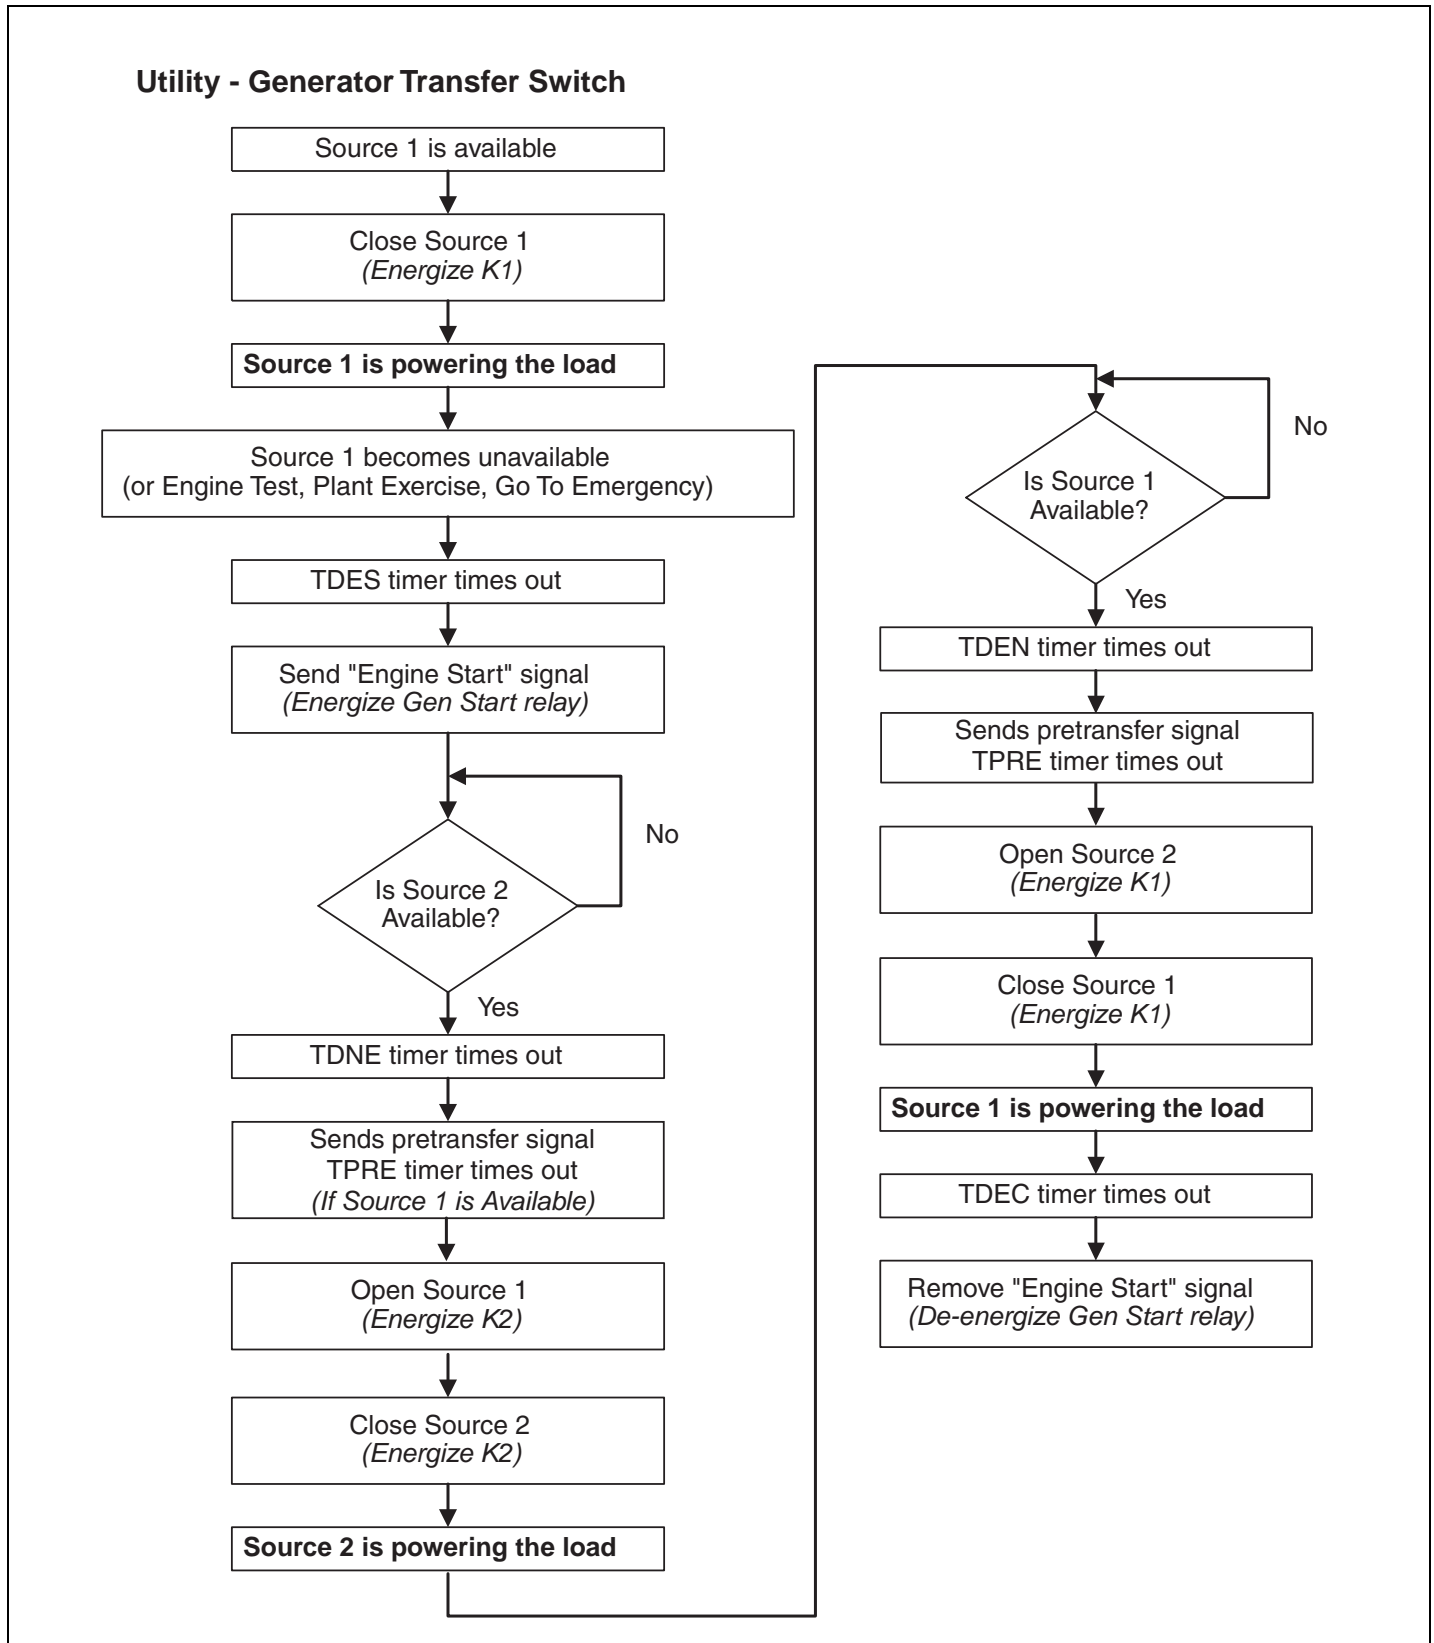 Utility - Generator Transfer Switch
Source 1 is available
Close Source 1
(Energize K1)
Source 1 is powering the load
Source 1 becomes unavailable
(or Engine Test, Plant Exercise, Go To Emergency)
TDES timer times out
Send "Engine Start" signal
(Energize Gen Start relay)
No
Is Source 2
Available?
Yes
TDNE timer times out
Sends pretransfer signal
TPRE timer times out
(If Source 1 is Available)
Open Source 1
(Energize K2)
Close Source 2
(Energize K2)
Source 2 is powering the load
No
Is Source 1
Available?
Yes
TDEN timer times out
Sends pretransfer signal
TPRE timer times out
Open Source 2
(Energize K1)
Close Source 1
(Energize K1)
Source 1 is powering the load
TDEC timer times out
Remove "Engine Start" signal
(De-energize Gen Start relay)